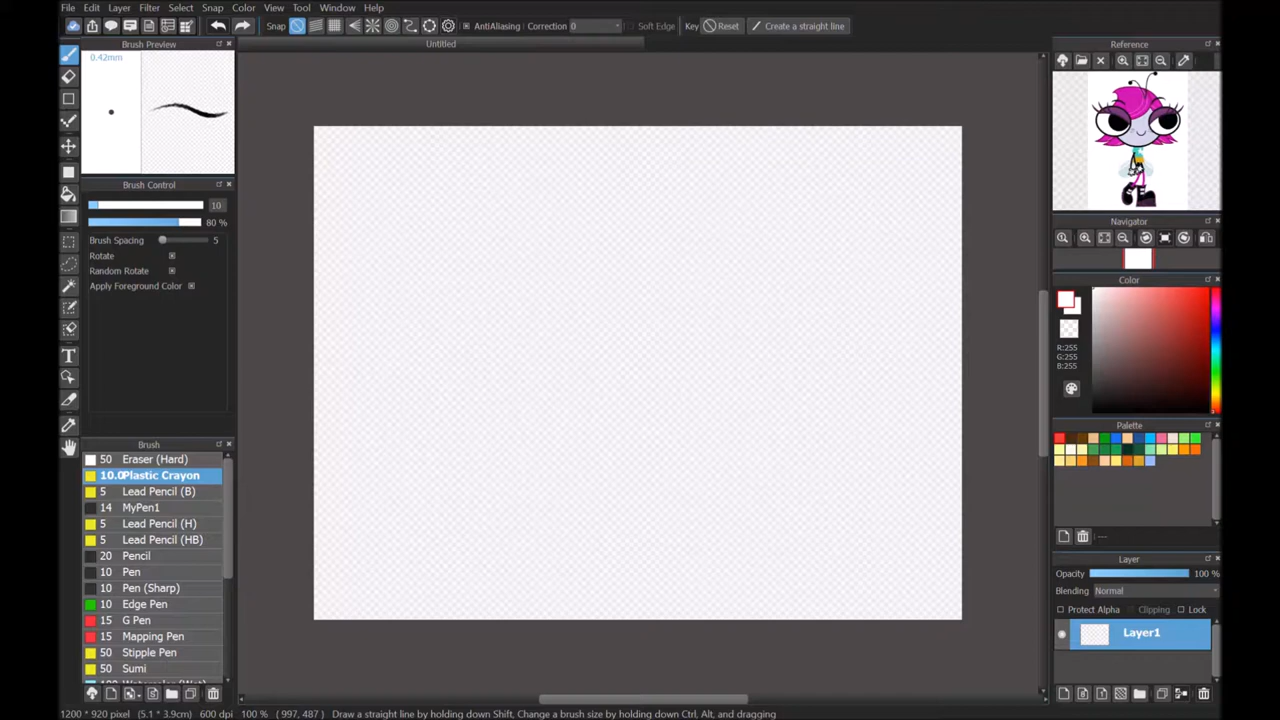 File Edit Layer Filter Select Snap Color View Tool Window Help
Snap AntiAliasing Correction 0 Soft Edge Key Reset Create a straight line
Brush Preview
Untitled
Reference
0.42mm
Brush Control
10
80 %
Brush Spacing 5
Rotate
Random Rotate
Apply Foreground Color
Navigator
Color
R:255
G:255
B:255
Palette
---
Brush
50 Eraser (Hard)
10.0 Plastic Crayon
5 Lead Pencil (B)
14 MyPen1
5 Lead Pencil (H)
5 Lead Pencil (HB)
20 Pencil
10 Pen
10 Pen (Sharp)
10 Edge Pen
15 G Pen
15 Mapping Pen
50 Stipple Pen
50 Sumi
100 Watercolor (Wet)
Layer
Opacity 100 %
Blending Normal
Protect Alpha Clipping Lock
Layer1
1200 * 920 pixel (5.1 * 3.9cm) 600 dpi 100 % ( 997, 487 ) Draw a straight line by holding down Shift, Change a brush size by holding down Ctrl, Alt, and dragging